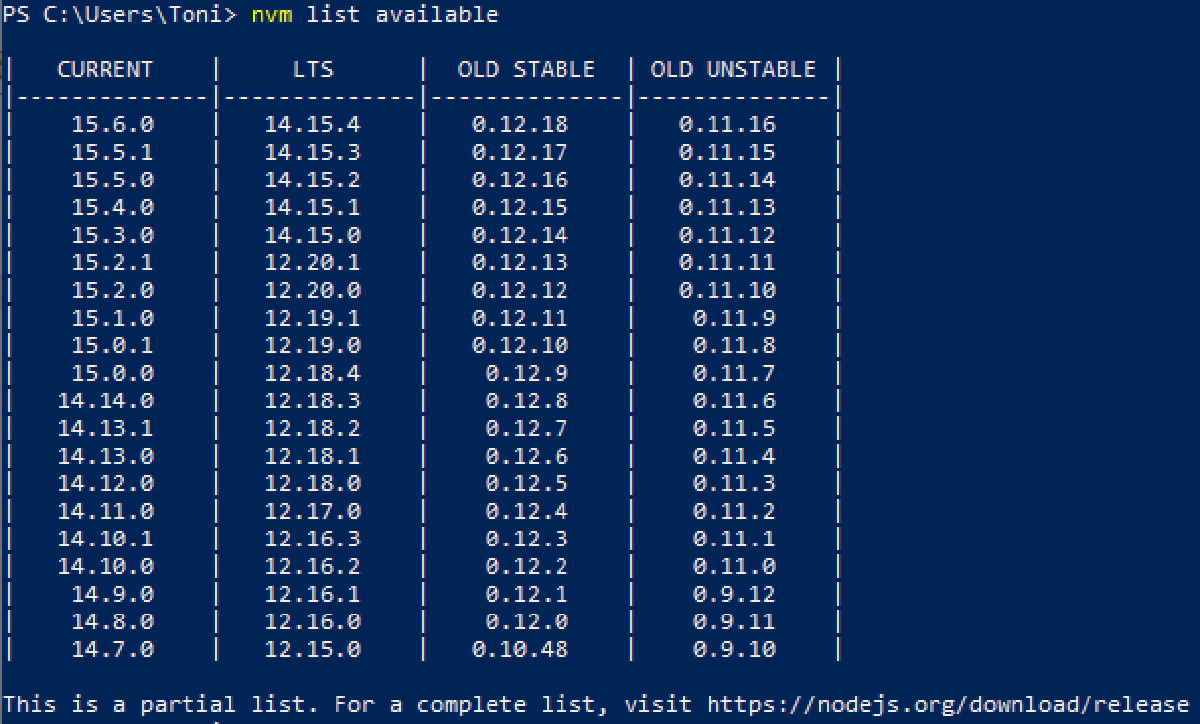 PS C:\Users\Toni> nvm list available
|   CURRENT    |     LTS      |  OLD STABLE  | OLD UNSTABLE |
|--------------|--------------|--------------|--------------|
|    15.6.0    |   14.15.4    |   0.12.18    |   0.11.16    |
|    15.5.1    |   14.15.3    |   0.12.17    |   0.11.15    |
|    15.5.0    |   14.15.2    |   0.12.16    |   0.11.14    |
|    15.4.0    |   14.15.1    |   0.12.15    |   0.11.13    |
|    15.3.0    |   14.15.0    |   0.12.14    |   0.11.12    |
|    15.2.1    |   12.20.1    |   0.12.13    |   0.11.11    |
|    15.2.0    |   12.20.0    |   0.12.12    |   0.11.10    |
|    15.1.0    |   12.19.1    |   0.12.11    |    0.11.9    |
|    15.0.1    |   12.19.0    |   0.12.10    |    0.11.8    |
|    15.0.0    |   12.18.4    |    0.12.9    |    0.11.7    |
|   14.14.0    |   12.18.3    |    0.12.8    |    0.11.6    |
|   14.13.1    |   12.18.2    |    0.12.7    |    0.11.5    |
|   14.13.0    |   12.18.1    |    0.12.6    |    0.11.4    |
|   14.12.0    |   12.18.0    |    0.12.5    |    0.11.3    |
|   14.11.0    |   12.17.0    |    0.12.4    |    0.11.2    |
|   14.10.1    |   12.16.3    |    0.12.3    |    0.11.1    |
|   14.10.0    |   12.16.2    |    0.12.2    |    0.11.0    |
|    14.9.0    |   12.16.1    |    0.12.1    |    0.9.12    |
|    14.8.0    |   12.16.0    |    0.12.0    |    0.9.11    |
|    14.7.0    |   12.15.0    |   0.10.48    |    0.9.10    |
This is a partial list. For a complete list, visit https://nodejs.org/download/release